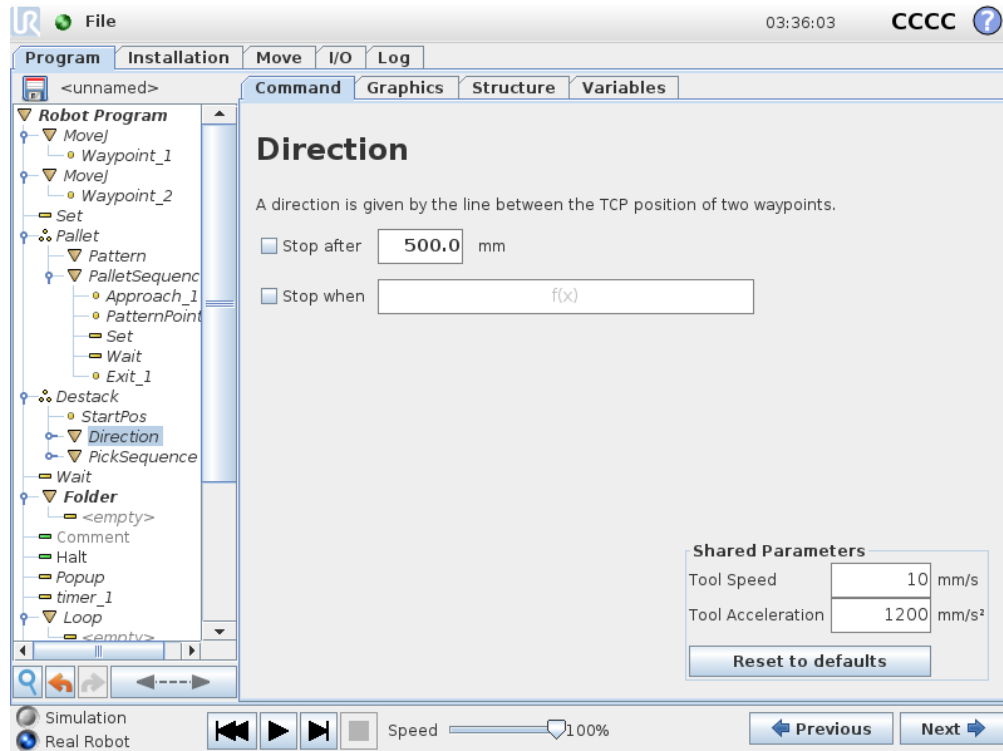 UR File 03:36:03 CCCC ?
Program Installation Move I/O Log
<unnamed> Command Graphics Structure Variables
Robot Program
MoveJ
Waypoint_1
MoveJ
Waypoint_2
Set
Pallet
Pattern
PalletSequenc
Approach_1
PatternPoint
Set
Wait
Exit_1
Destack
StartPos
Direction
PickSequence
Wait
Folder
<empty>
Comment
Halt
Popup
timer_1
Loop
<empty>
Direction
A direction is given by the line between the TCP position of two waypoints.
Stop after 500.0 mm
Stop when f(x)
Shared Parameters
Tool Speed 10 mm/s
Tool Acceleration 1200 mm/s²
Reset to defaults
Simulation
Real Robot
Speed 100%
Previous Next